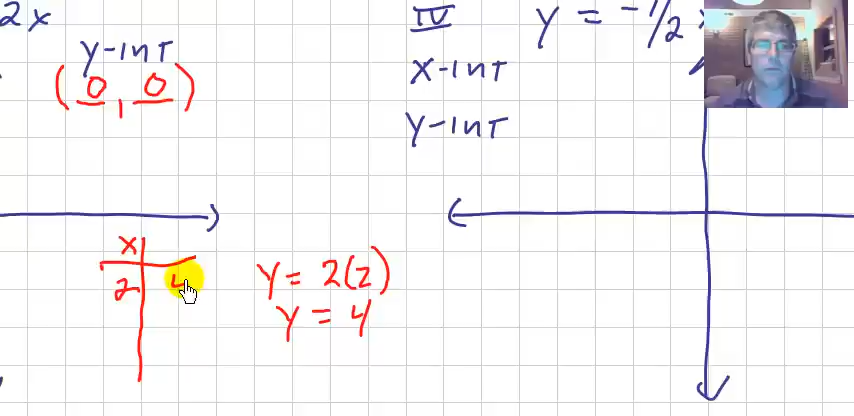 2x
y-int
(0, 0)
x
2 4
y = 2(2)
y = 4
IV
y = -1/2
x-int
y-int